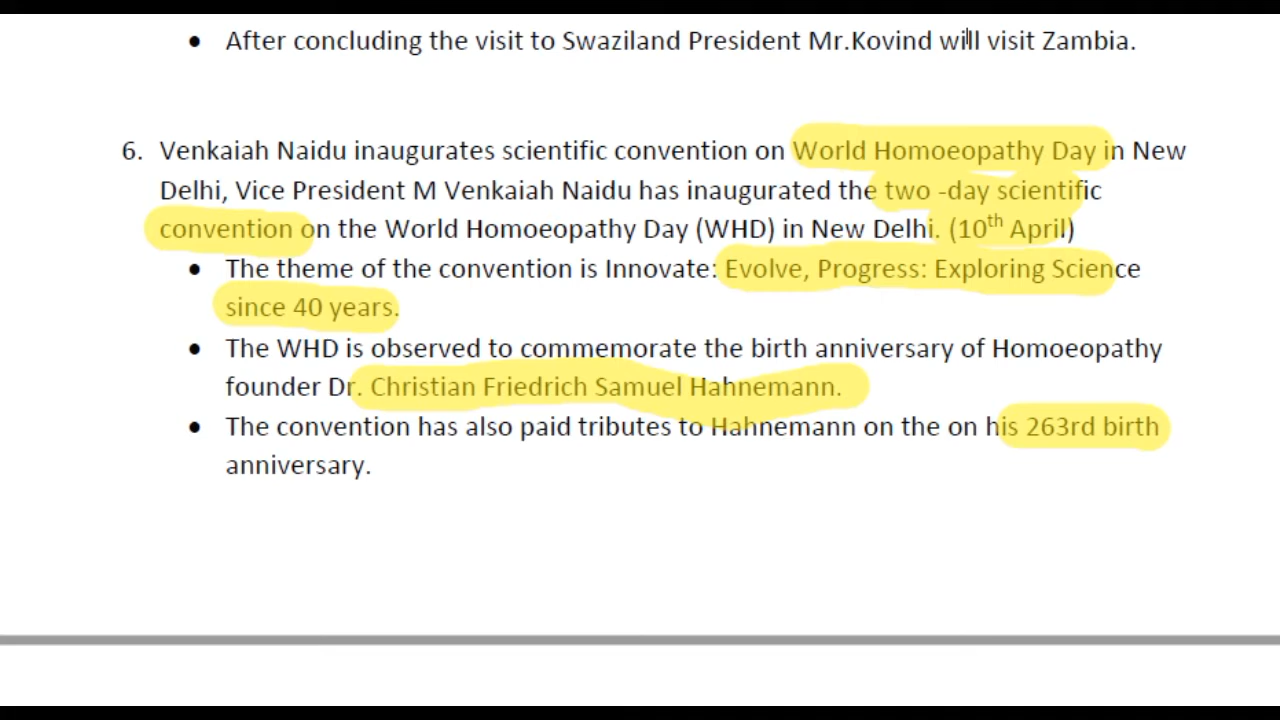 • After concluding the visit to Swaziland President Mr.Kovind will visit Zambia.
6. Venkaiah Naidu inaugurates scientific convention on World Homoeopathy Day in New
Delhi, Vice President M Venkaiah Naidu has inaugurated the two -day scientific
convention on the World Homoeopathy Day (WHD) in New Delhi. (10th April)
• The theme of the convention is Innovate: Evolve, Progress: Exploring Science
since 40 years.
• The WHD is observed to commemorate the birth anniversary of Homoeopathy
founder Dr. Christian Friedrich Samuel Hahnemann.
• The convention has also paid tributes to Hahnemann on the on his 263rd birth
anniversary.